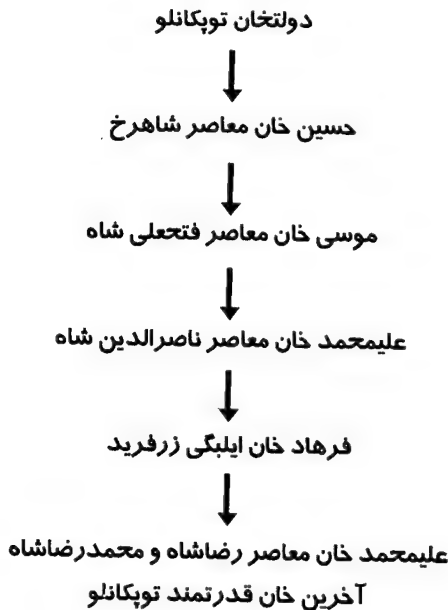 دولتخان توپکانلو
حسین خان معاصر شاهرخ
موسی خان معاصر فتحعلی شاه
علیمحمد خان معاصر ناصرالدین شاه
فرهاد خان ایلبگی زرفرید
علیمحمد خان معاصر رضاشاه و محمدرضاشاه
آخرین خان قدرتمند توپکانلو